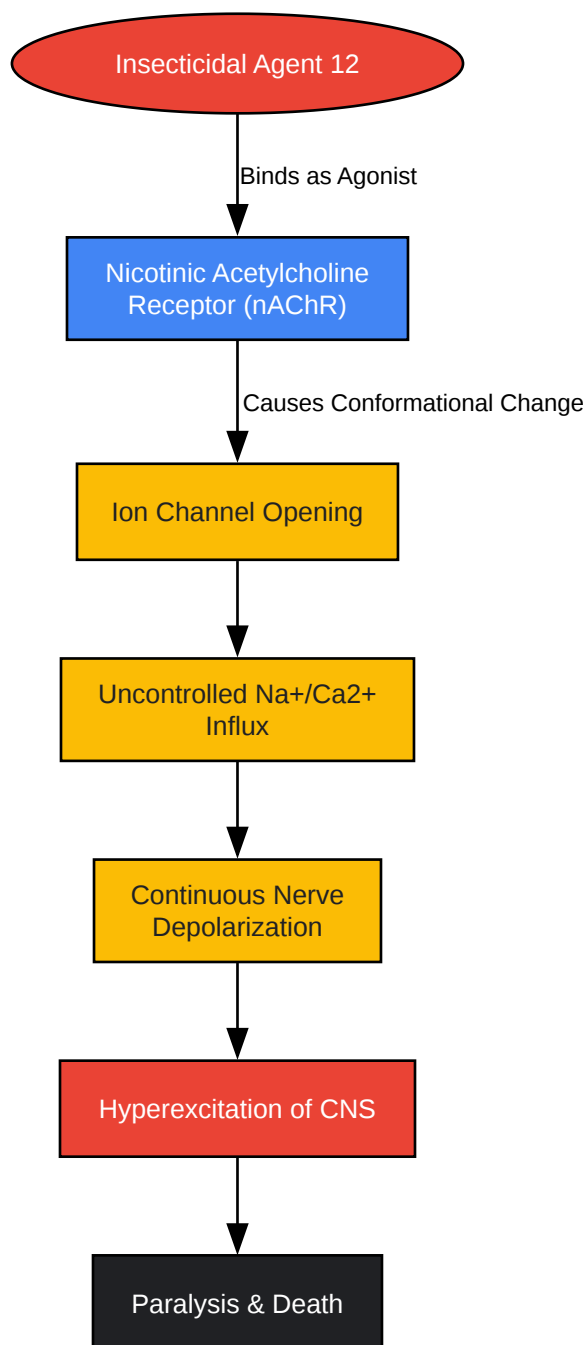 Insecticidal Agent 12
Binds as Agonist
Nicotinic Acetylcholine
Receptor (nAChR)
Causes Conformational Change
Ion Channel Opening
Uncontrolled Na+/Ca2+
Influx
Continuous Nerve
Depolarization
Hyperexcitation of CNS
Paralysis & Death